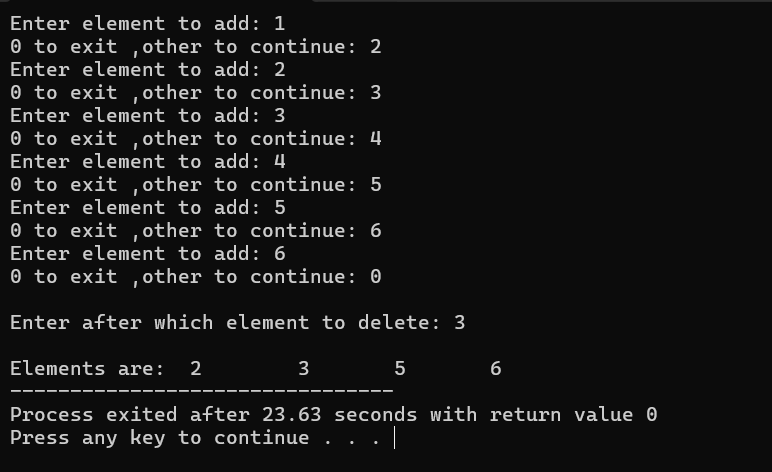 Enter element to add: 1
0 to exit ,other to continue: 2
Enter element to add: 2
0 to exit ,other to continue: 3
Enter element to add: 3
0 to exit ,other to continue: 4
Enter element to add: 4
0 to exit ,other to continue: 5
Enter element to add: 5
0 to exit ,other to continue: 6
Enter element to add: 6
0 to exit ,other to continue: 0
Enter after which element to delete: 3
Elements are:  2        3       5       6
--------------------------------
Process exited after 23.63 seconds with return value 0
Press any key to continue . . .